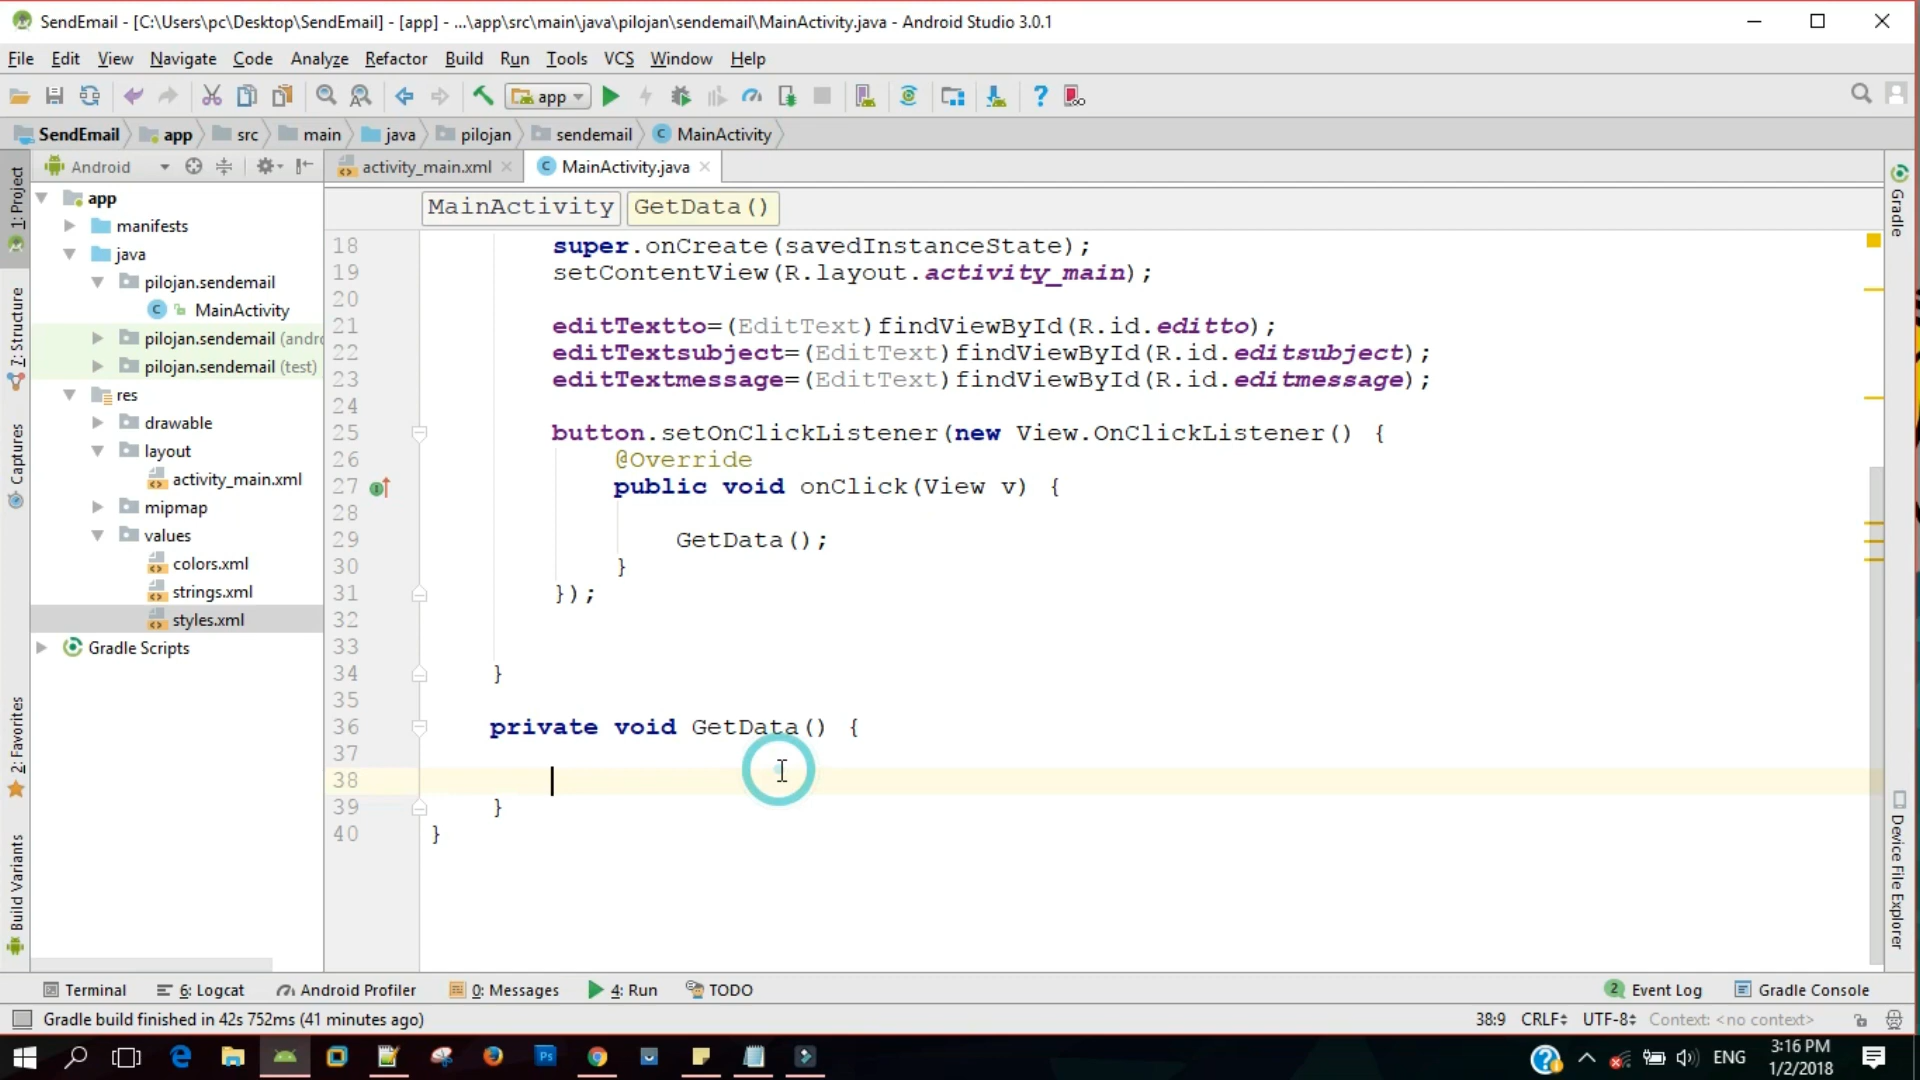 SendEmail - [C:\Users\pc\Desktop\SendEmail] - [app] - ...\app\src\main\java\pilojan\sendemail\MainActivity.java - Android Studio 3.0.1
File Edit View Navigate Code Analyze Refactor Build Run Tools VCS Window Help
app
SendEmail app src main java pilojan sendemail MainActivity
Android
activity_main.xml
MainActivity.java
1: Project
7: Structure
Captures
2: Favorites
Build Variants
app
manifests
java
pilojan.sendemail
MainActivity
pilojan.sendemail (andro
pilojan.sendemail (test)
res
drawable
layout
activity_main.xml
mipmap
values
colors.xml
strings.xml
styles.xml
Gradle Scripts
MainActivity GetData()
18 super.onCreate(savedInstanceState);
19 setContentView(R.layout.activity_main);
20
21 editTextto=(EditText)findViewById(R.id.editto);
22 editTextsubject=(EditText)findViewById(R.id.editsubject);
23 editTextmessage=(EditText)findViewById(R.id.editmessage);
24
25 button.setOnClickListener(new View.OnClickListener() {
26 @Override
27 public void onClick(View v) {
28
29 GetData();
30 }
31 });
32
33
34 }
35
36 private void GetData() {
37
38
39 }
40 }
Gradle
Device File Explorer
Terminal 6: Logcat Android Profiler 0: Messages 4: Run TODO 2 Event Log Gradle Console
Gradle build finished in 42s 752ms (41 minutes ago) 38:9 CRLF UTF-8 Context: <no context>
Ps
ENG
3:16 PM
1/2/2018